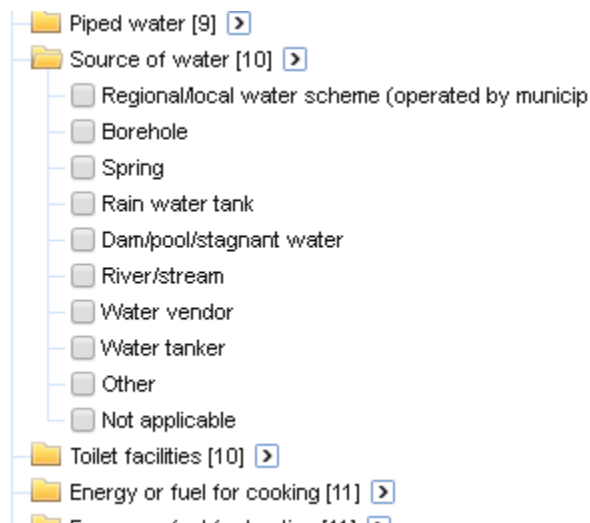 Piped water [9]
Source of water [10]
Regional/local water scheme (operated by municip
Borehole
Spring
Rain water tank
Dam/pool/stagnant water
River/stream
Water vendor
Water tanker
Other
Not applicable
Toilet facilities [10]
Energy or fuel for cooking [11]